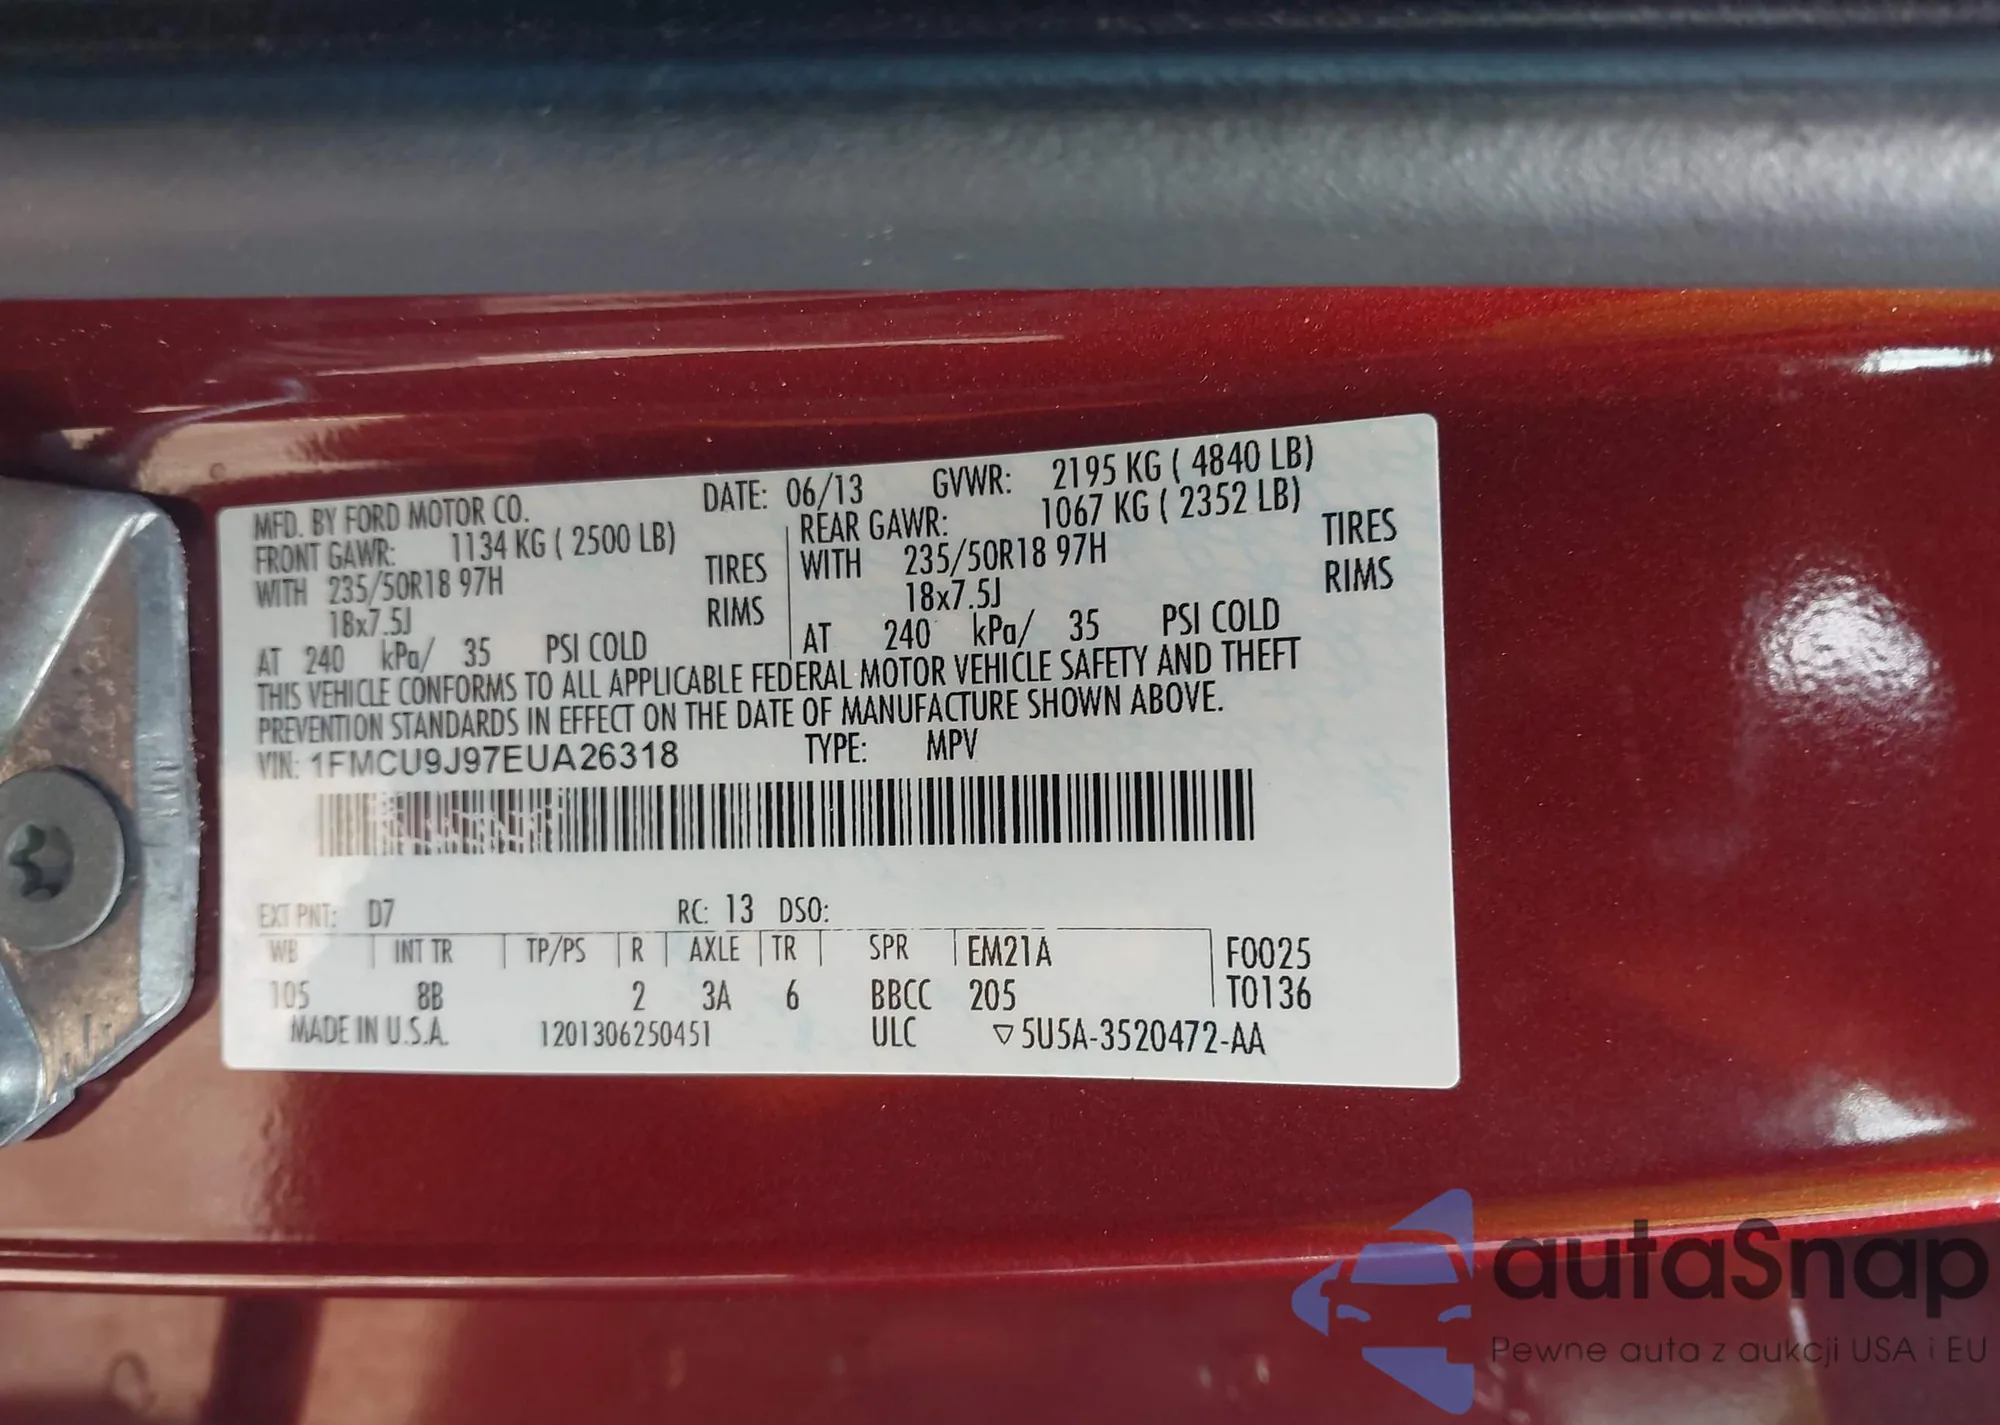 MFD. BY FORD MOTOR CO. DATE: 06/13 GVWR: 2195 KG ( 4840 LB)
FRONT GAWR: 1134 KG ( 2500 LB) REAR GAWR: 1067 KG ( 2352 LB)
WITH 235/50R18 97H TIRES WITH 235/50R18 97H TIRES
18x7.5J RIMS 18x7.5J RIMS
AT 240 kPa/ 35 PSI COLD AT 240 kPa/ 35 PSI COLD
THIS VEHICLE CONFORMS TO ALL APPLICABLE FEDERAL MOTOR VEHICLE SAFETY AND THEFT
PREVENTION STANDARDS IN EFFECT ON THE DATE OF MANUFACTURE SHOWN ABOVE.
VIN: 1FMCU9J97EUA26318 TYPE: MPV
EXT PNT: D7 RC: 13 DSO:
WB INT TR TP/PS R AXLE TR SPR EM21A F0025
105 8B 2 3A 6 BBCC 205 T0136
MADE IN U.S.A. 1201306250451 ULC ▽5U5A-3520472-AA
autaSnap
Pewne auta z aukcji USA i EU